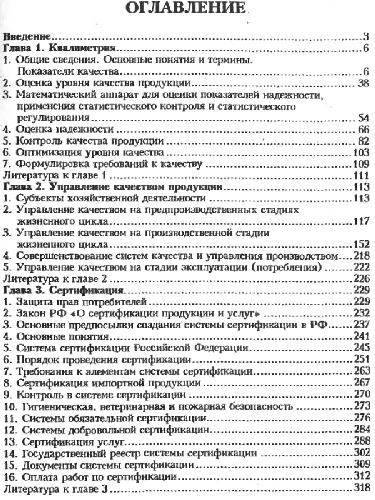 ОГЛАВЛЕНИЕ
Введение 3
Глава 1. Квалиметрия 6
1. Общие сведения. Основные понятия и термины.
Показатели качества 6
2. Оценка уровня качества продукции 38
3. Математический аппарат для оценки показателей надежности,
применения статистического контроля и статистического
регулирования 54
4. Оценка надежности 66
5. Контроль качества продукции 82
6. Оптимизация уровня качества 103
7. Формулировка требований к качеству 109
Литература к главе 1 111
Глава 2. Управление качеством продукции 113
1. Субъекты хозяйственной деятельности 113
2. Управление качеством на предпроизводственных стадиях
жизненного цикла 117
3. Управление качеством на производственной стадии
жизненного цикла 152
4. Совершенствование систем качества и управления производством 218
5. Управление качеством на стадии эксплуатации (потребления) 222
Литература к главе 2 226
Глава 3. Сертификация 229
1. Защита прав потребителей 229
2. Закон РФ «О сертификации продукции и услуг» 232
3. Основные предпосылки создания системы сертификации в РФ 237
4. Основные понятия 241
5. Система сертификации Российской Федерации 245
6. Порядок проведения сертификации 251
7. Требования к элементам системы сертификации 263
8. Сертификация импортной продукции 267
9. Контроль в системе сертификации 270
10. Гигиеническая, ветеринарная и пожарная безопасность 273
11. Системы обязательной сертификации 276
12. Системы добровольной сертификации 284
13. Сертификация услуг 288
14. Государственный реестр системы сертификации 302
15. Документы системы сертификации 309
16. Оплата работ по сертификации 312
Литература к главе 3 318